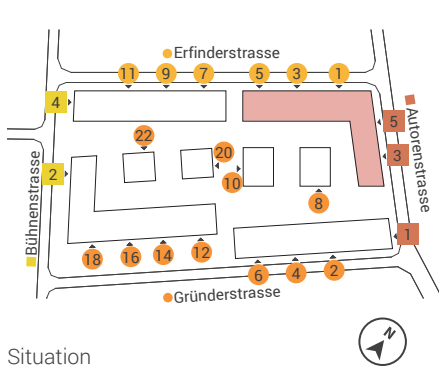 Erfinderstrasse
11 9 7 5 3 1
4
Autorenstrasse
5
22
20
3
2
10
8
Bühnenstrasse
12
14
16
18
1
6 4 2
Gründerstrasse
N
Situation